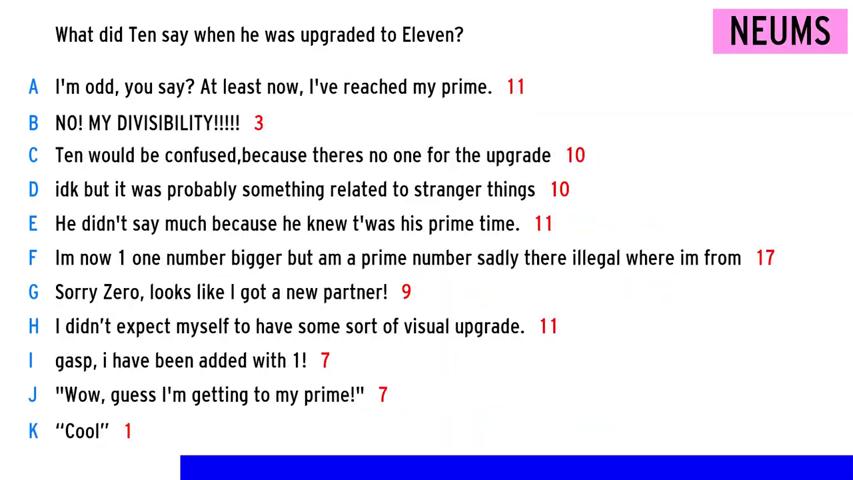 What did Ten say when he was upgraded to Eleven?
NEUMS
A I'm odd, you say? At least now, I've reached my prime. 11
B NO! MY DIVISIBILITY!!!!! 3
C Ten would be confused,because theres no one for the upgrade 10
D idk but it was probably something related to stranger things 10
E He didn't say much because he knew t'was his prime time. 11
F Im now 1 one number bigger but am a prime number sadly there illegal where im from 17
G Sorry Zero, looks like I got a new partner! 9
H I didn’t expect myself to have some sort of visual upgrade. 11
I gasp, i have been added with 1! 7
J "Wow, guess I'm getting to my prime!" 7
K “Cool” 1